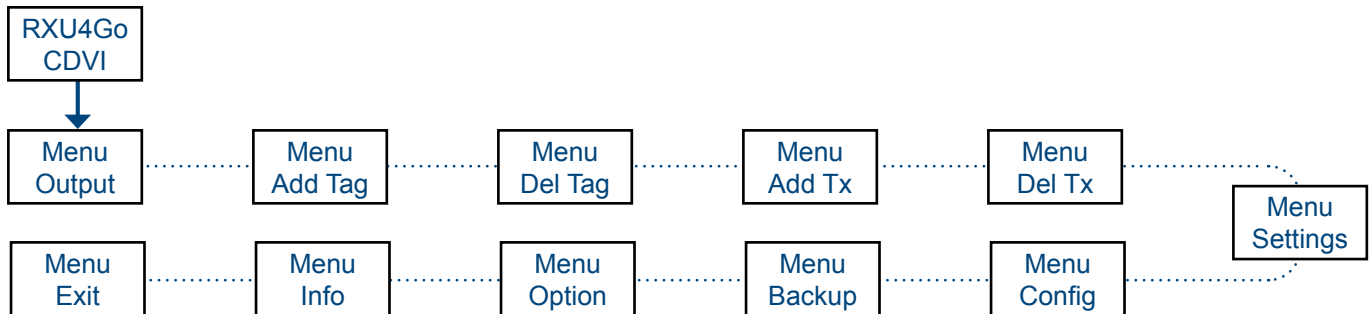 RXU4Go
CDVI
Menu
Output
Menu
Add Tag
Menu
Del Tag
Menu
Add Tx
Menu
Del Tx
Menu
Settings
Menu
Exit
Menu
Info
Menu
Option
Menu
Backup
Menu
Config